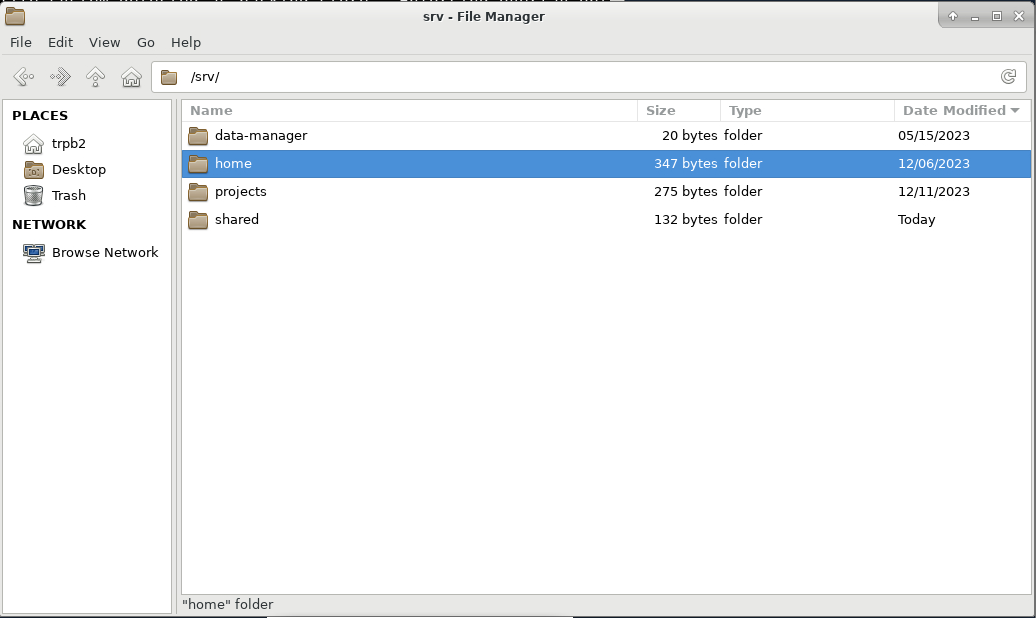 srv - File Manager
File Edit View Go Help
/srv/
PLACES
trpb2
Desktop
Trash
NETWORK
Browse Network
Name Size Type Date Modified
data-manager 20 bytes folder 05/15/2023
home 347 bytes folder 12/06/2023
projects 275 bytes folder 12/11/2023
shared 132 bytes folder Today
"home" folder